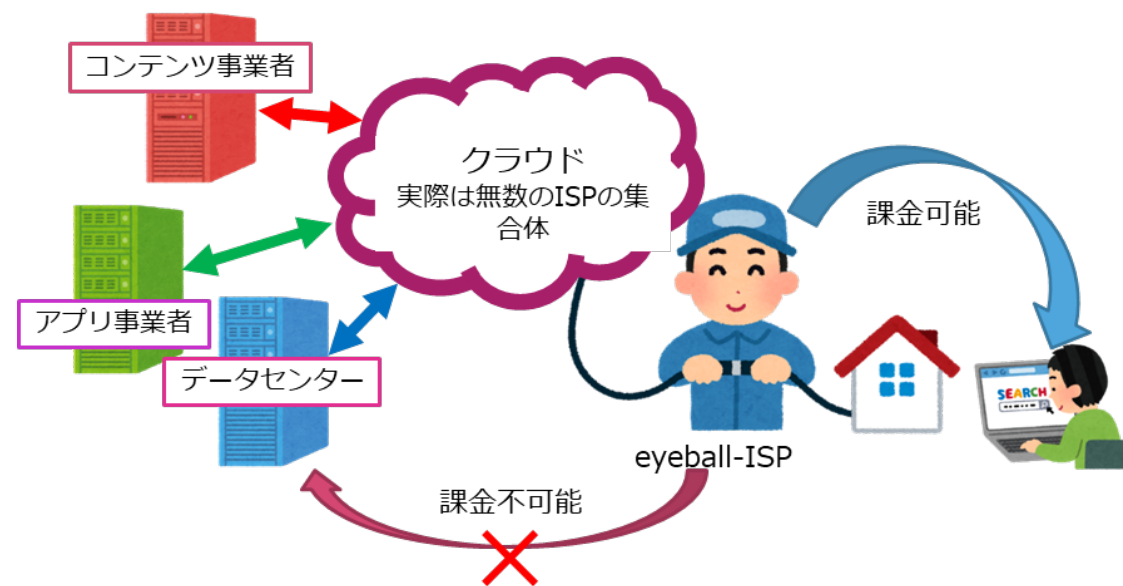 コンテンツ事業者
クラウド
実際は無数のISPの集
合体
課金可能
アプリ事業者
データセンター
SEARCH
eyeball-ISP
課金不可能